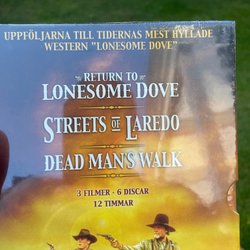 UPPFÖLJARNA TILL TIDERNAS MEST HYLLADE
WESTERN "LONESOME DOVE"
RETURN TO
LONESOME DOVE
STREETS OF LAREDO
DEAD MAN'S WALK
3 FILMER - 6 DISCAR
12 TIMMAR